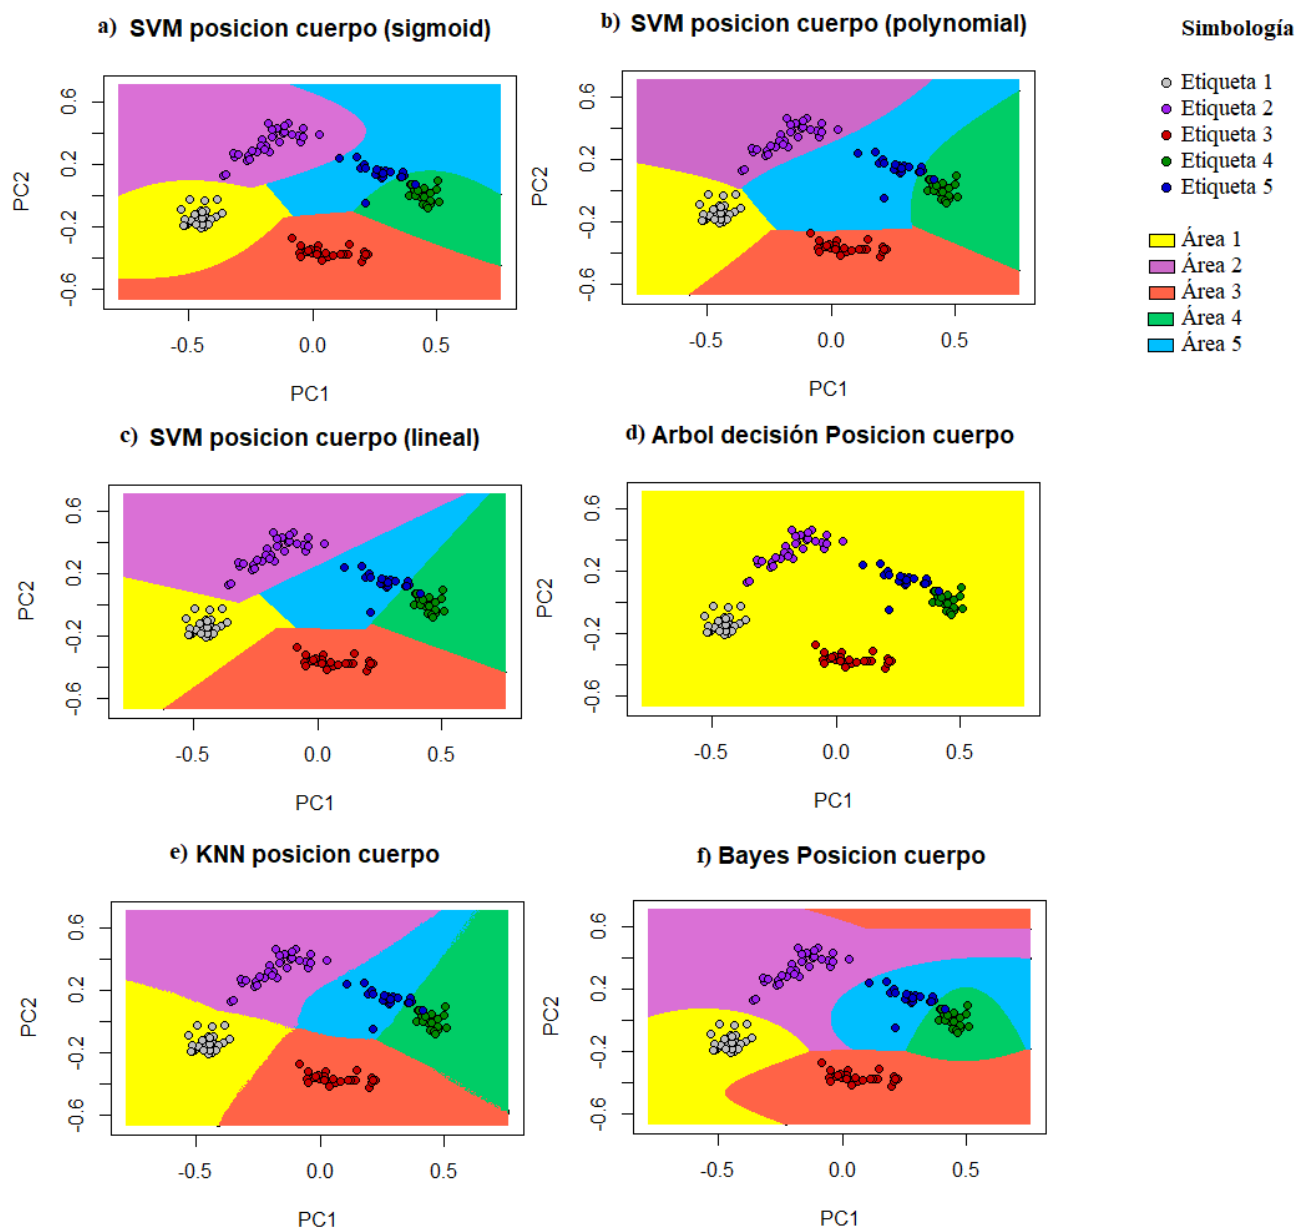 a) SVM posicion cuerpo (sigmoid)
b) SVM posicion cuerpo (polynomial)
Simbología
Etiqueta 1
Etiqueta 2
Etiqueta 3
Etiqueta 4
Etiqueta 5
Área 1
Área 2
Área 3
Área 4
Área 5
PC2
0.6
0.2
-0.2
-0.6
-0.5
0.0
0.5
PC1
PC2
0.6
0.2
-0.2
-0.6
-0.5
0.0
0.5
PC1
c) SVM posicion cuerpo (lineal)
d) Arbol decisión Posicion cuerpo
PC2
0.6
0.2
-0.2
-0.6
-0.5
0.0
0.5
PC1
PC2
0.6
0.2
-0.2
-0.6
-0.5
0.0
0.5
PC1
e) KNN posicion cuerpo
f) Bayes Posicion cuerpo
PC2
0.6
0.2
-0.2
-0.6
-0.5
0.0
0.5
PC1
PC2
0.6
0.2
-0.2
-0.6
-0.5
0.0
0.5
PC1